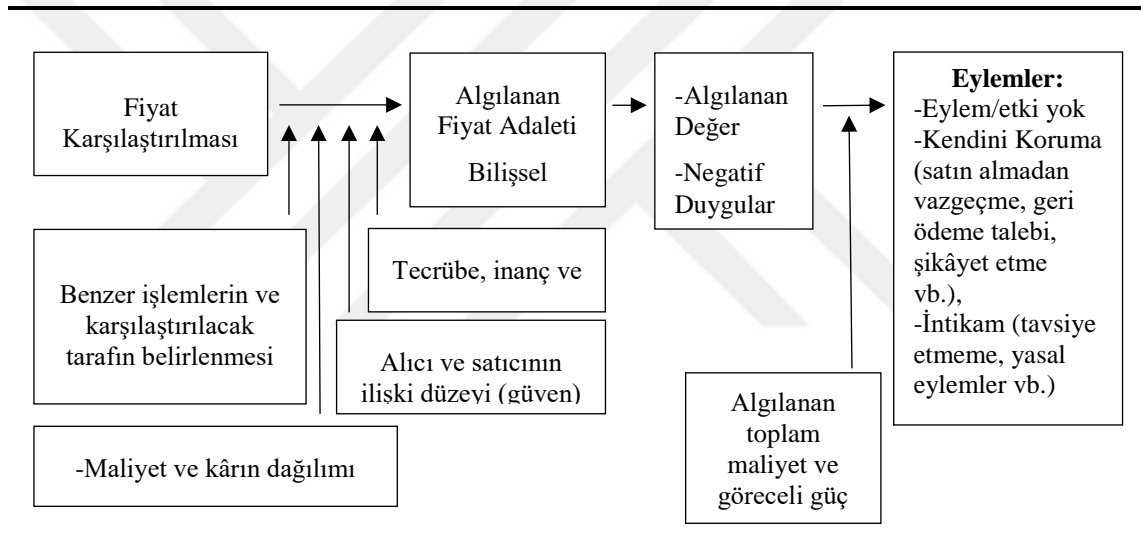 Fiyat
Karşılaştırılması
Algılanan
Fiyat Adaleti
Bilişsel
-Algılanan
Değer
-Negatif
Duygular
Eylemler:
-Eylem/etki yok
-Kendini Koruma
(satın almadan
vazgeçme, geri
ödeme talebi,
şikâyet etme
vb.),
-İntikam (tavsiye
etmeme, yasal
eylemler vb.)
Benzer işlemlerin ve
karşılaştırılacak
tarafın belirlenmesi
Tecrübe, inanç ve
Alıcı ve satıcının
ilişki düzeyi (güven)
-Maliyet ve kârın dağılımı
Algılanan
toplam
maliyet ve
göreceli güç